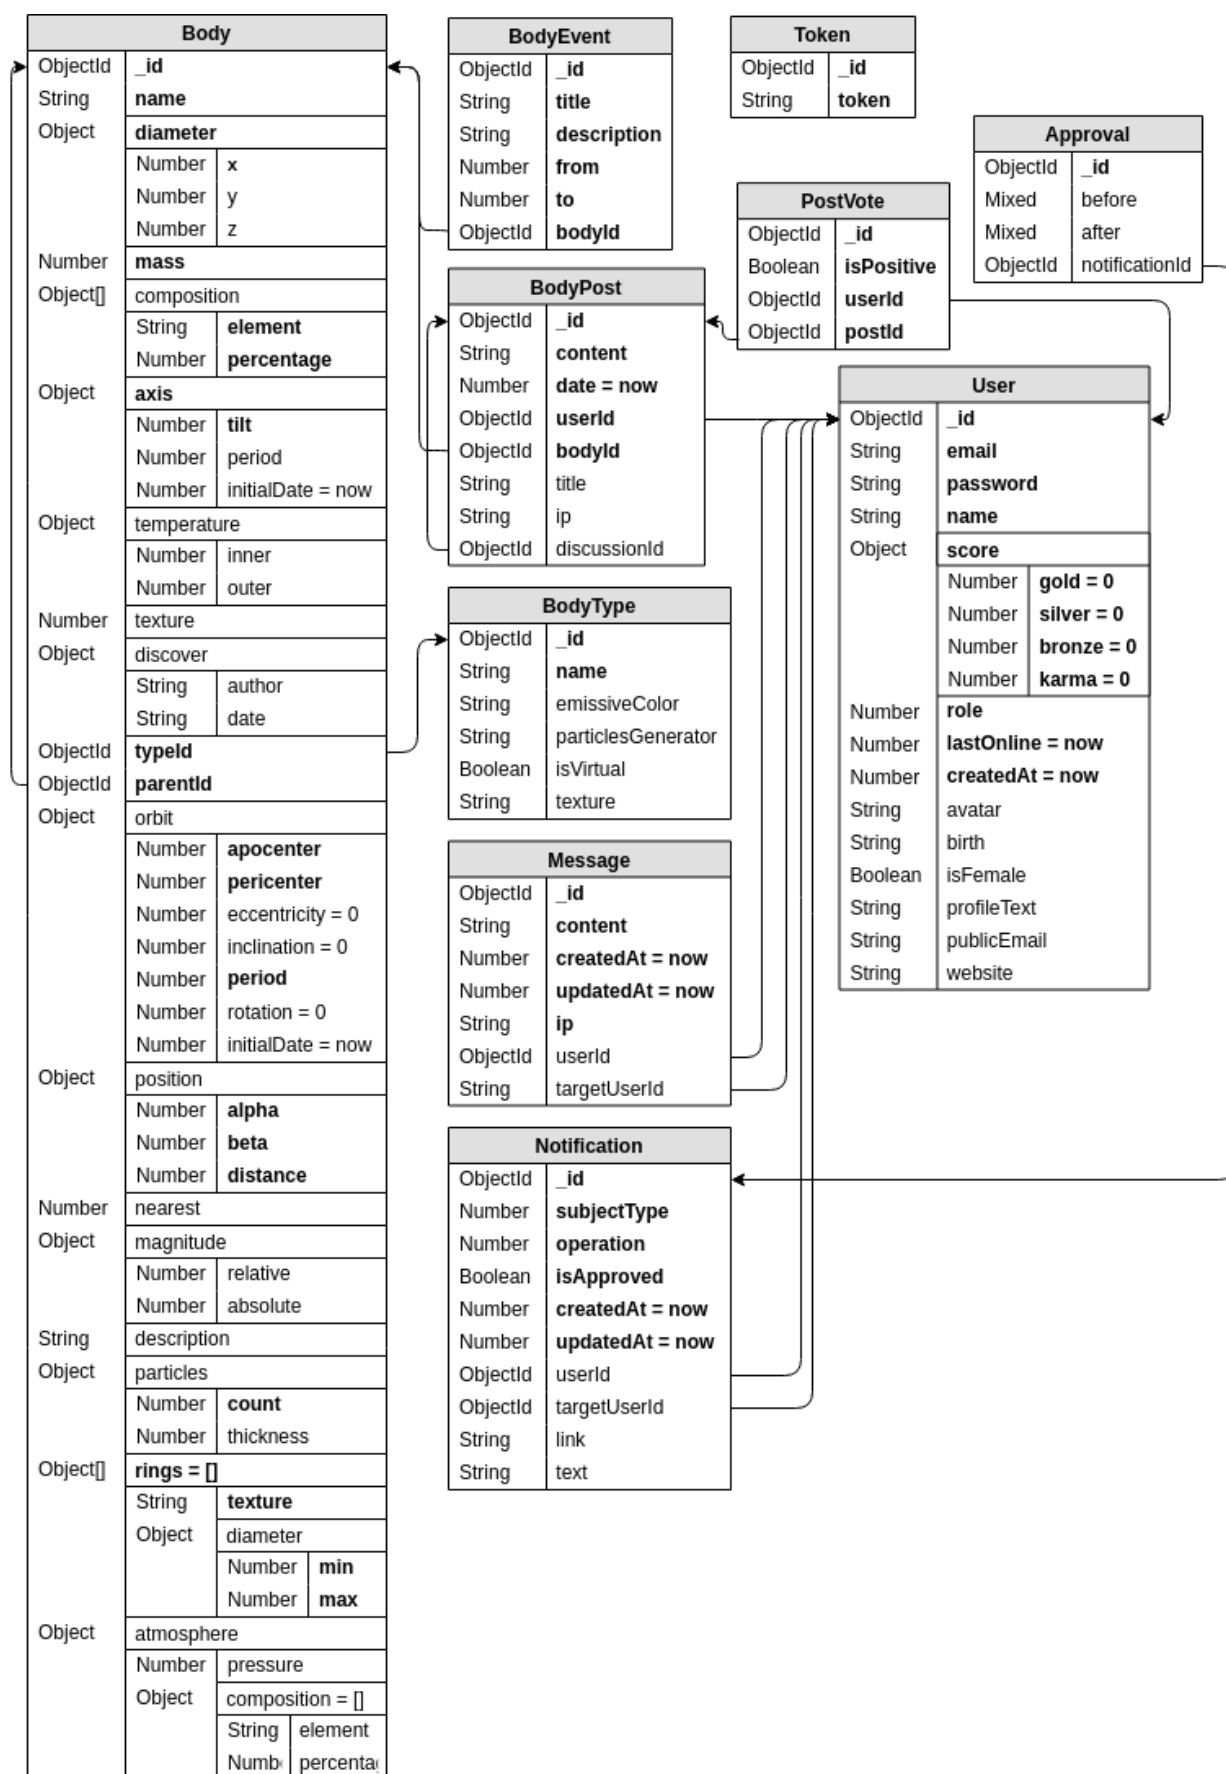 Body
ObjectId _id
String name
Object diameter
Number x
Number y
Number z
Number mass
Object[] composition
String element
Number percentage
Object axis
Number tilt
Number period
Number initialDate = now
Object temperature
Number inner
Number outer
Number texture
Object discover
String author
String date
ObjectId typeId
ObjectId parentId
Object orbit
Number apocenter
Number pericenter
Number eccentricity = 0
Number inclination = 0
Number period
Number rotation = 0
Number initialDate = now
Object position
Number alpha
Number beta
Number distance
Number nearest
Object magnitude
Number relative
Number absolute
String description
Object particles
Number count
Number thickness
Object[] rings = []
String texture
Object diameter
Number min
Number max
Object atmosphere
Number pressure
Object composition = []
String element
BodyEvent
ObjectId _id
String title
String description
Number from
Number to
ObjectId bodyId
BodyPost
ObjectId _id
String content
Number date = now
ObjectId userId
ObjectId bodyId
String title
String ip
ObjectId discussionId
BodyType
ObjectId _id
String name
String emissiveColor
String particlesGenerator
Boolean isVirtual
String texture
Message
ObjectId _id
String content
Number createdAt = now
Number updatedAt = now
String ip
ObjectId userId
String targetUserId
Notification
ObjectId _id
Number subjectType
Number operation
Boolean isApproved
Number createdAt = now
Number updatedAt = now
ObjectId userId
ObjectId targetUserId
String link
String text
Token
ObjectId _id
String token
PostVote
ObjectId _id
Boolean isPositive
ObjectId userId
ObjectId postId
Approval
ObjectId _id
Mixed before
Mixed after
ObjectId notificationId
User
ObjectId _id
String email
String password
String name
Object score
Number gold = 0
Number silver = 0
Number bronze = 0
Number karma = 0
Number role
Number lastOnline = now
Number createdAt = now
String avatar
String birth
Boolean isFemale
String profileText
String publicEmail
String website